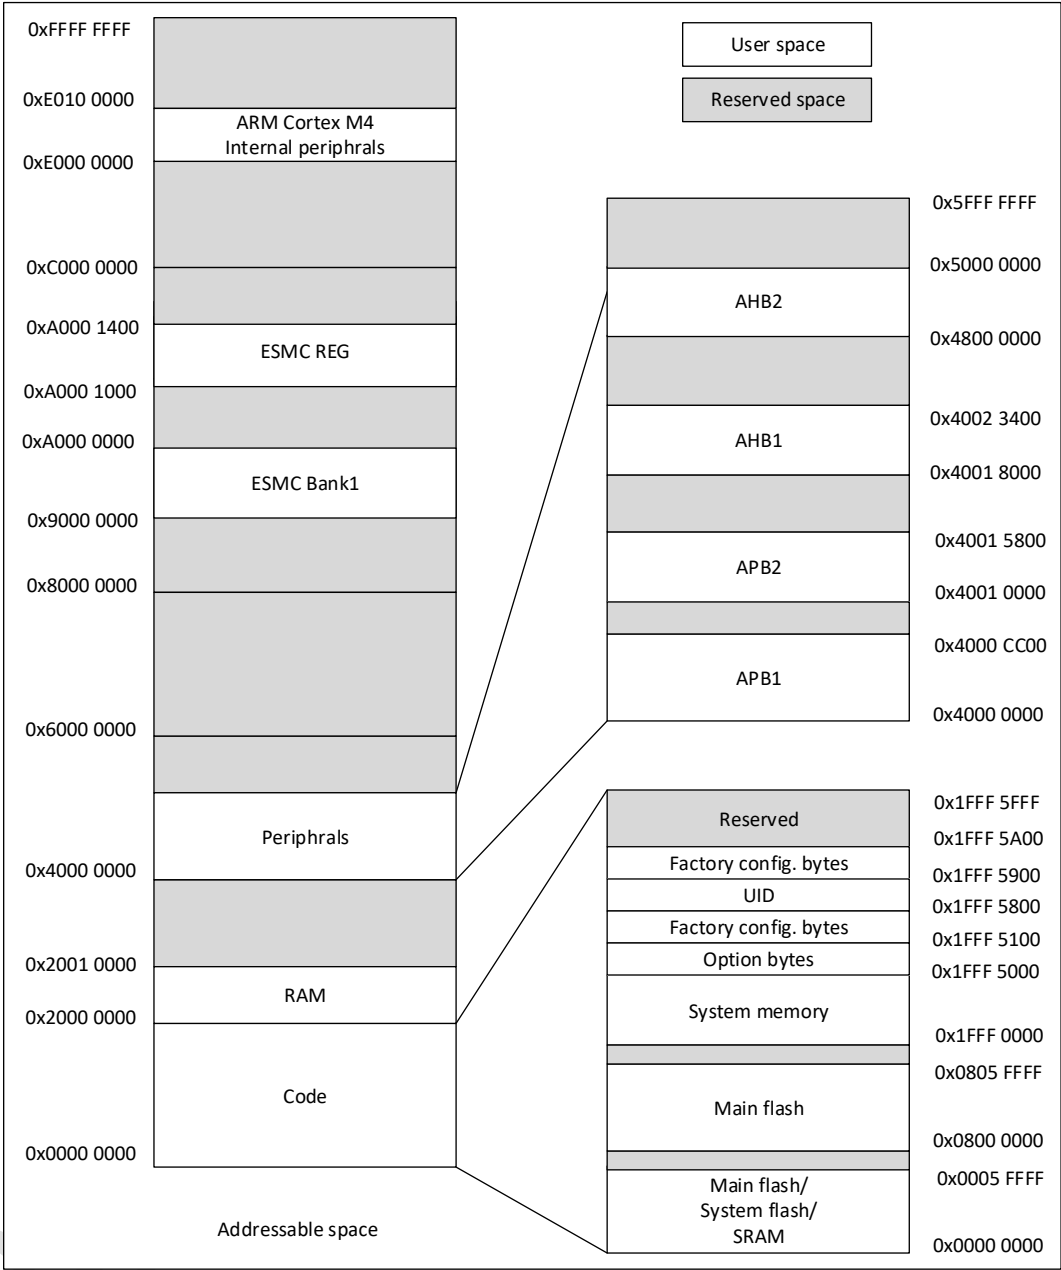 0xFFFF FFFF
0xE010 0000
ARM Cortex M4
Internal periphrals
0xE000 0000
0xC000 0000
0xA000 1400
ESMC REG
0xA000 1000
0xA000 0000
ESMC Bank1
0x9000 0000
0x8000 0000
0x6000 0000
Periphrals
0x4000 0000
0x2001 0000
RAM
0x2000 0000
Code
0x0000 0000
Addressable space
User space
Reserved space
0x5FFF FFFF
0x5000 0000
AHB2
0x4800 0000
0x4002 3400
AHB1
0x4001 8000
0x4001 5800
APB2
0x4001 0000
0x4000 CC00
APB1
0x4000 0000
0x1FFF 5FFF
Reserved
0x1FFF 5A00
Factory config. bytes
0x1FFF 5900
UID
0x1FFF 5800
Factory config. bytes
0x1FFF 5100
Option bytes
0x1FFF 5000
System memory
0x1FFF 0000
0x0805 FFFF
Main flash
0x0800 0000
0x0005 FFFF
Main flash/
System flash/
SRAM
0x0000 0000